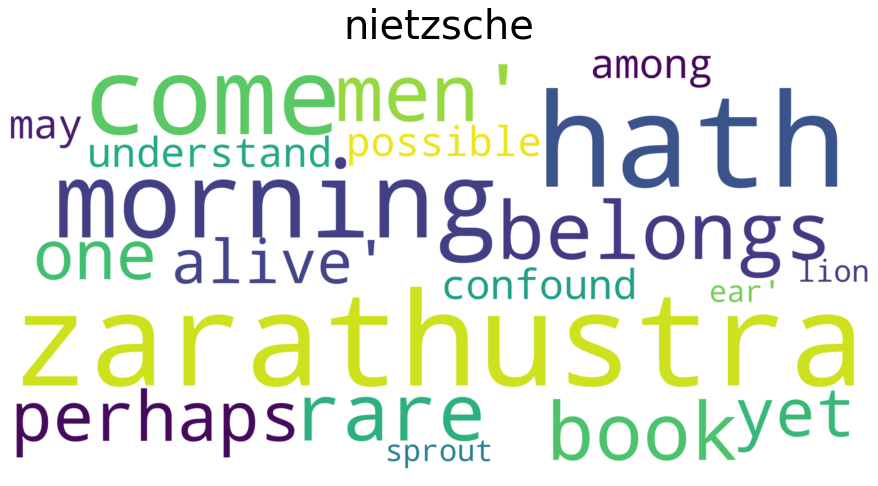 nietzsche
among
come men'
hath
may
understand possible
morning
belongs
one alive'
confound ear' lion
zarathustra
perhaps rare book yet
sprout